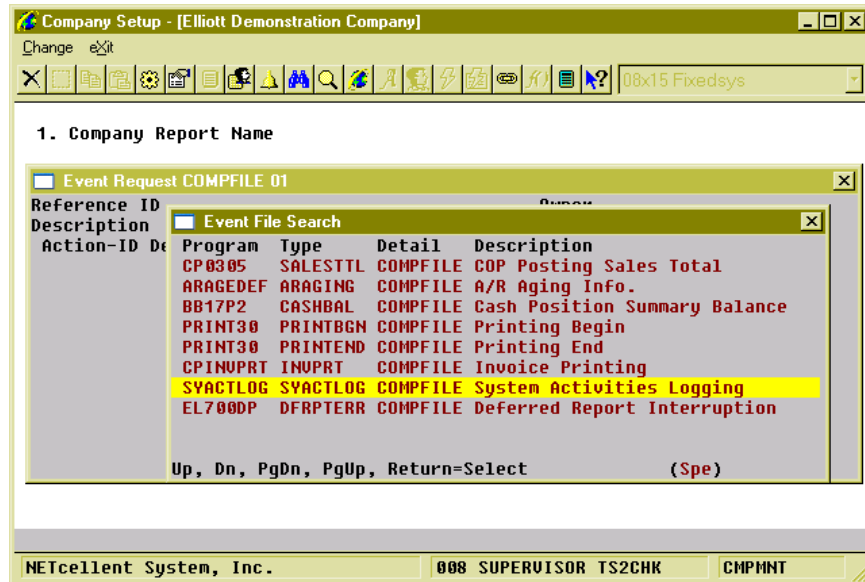 Company Setup - [Elliott Demonstration Company]
Change eXit
08x15 Fixedsys
1. Company Report Name
Event Request COMPFILE 01
Reference ID Owner
Description
Event File Search
Action-ID De
Program Type Detail Description
CP0305 SALESTTL COMPFILE COP Posting Sales Total
ARAGEDEF ARAGING COMPFILE A/R Aging Info.
BB17P2 CASHBAL COMPFILE Cash Position Summary Balance
PRINT30 PRINTBGN COMPFILE Printing Begin
PRINT30 PRINTEND COMPFILE Printing End
CPINVPRT INVPRT COMPFILE Invoice Printing
SYACTLOG SYACTLOG COMPFILE System Activities Logging
EL700DP DFRPTERR COMPFILE Deferred Report Interruption
Up, Dn, PgDn, PgUp, Return=Select (Spe)
NETcellent System, Inc. 008 SUPERVISOR TS2CHK CMPMNT